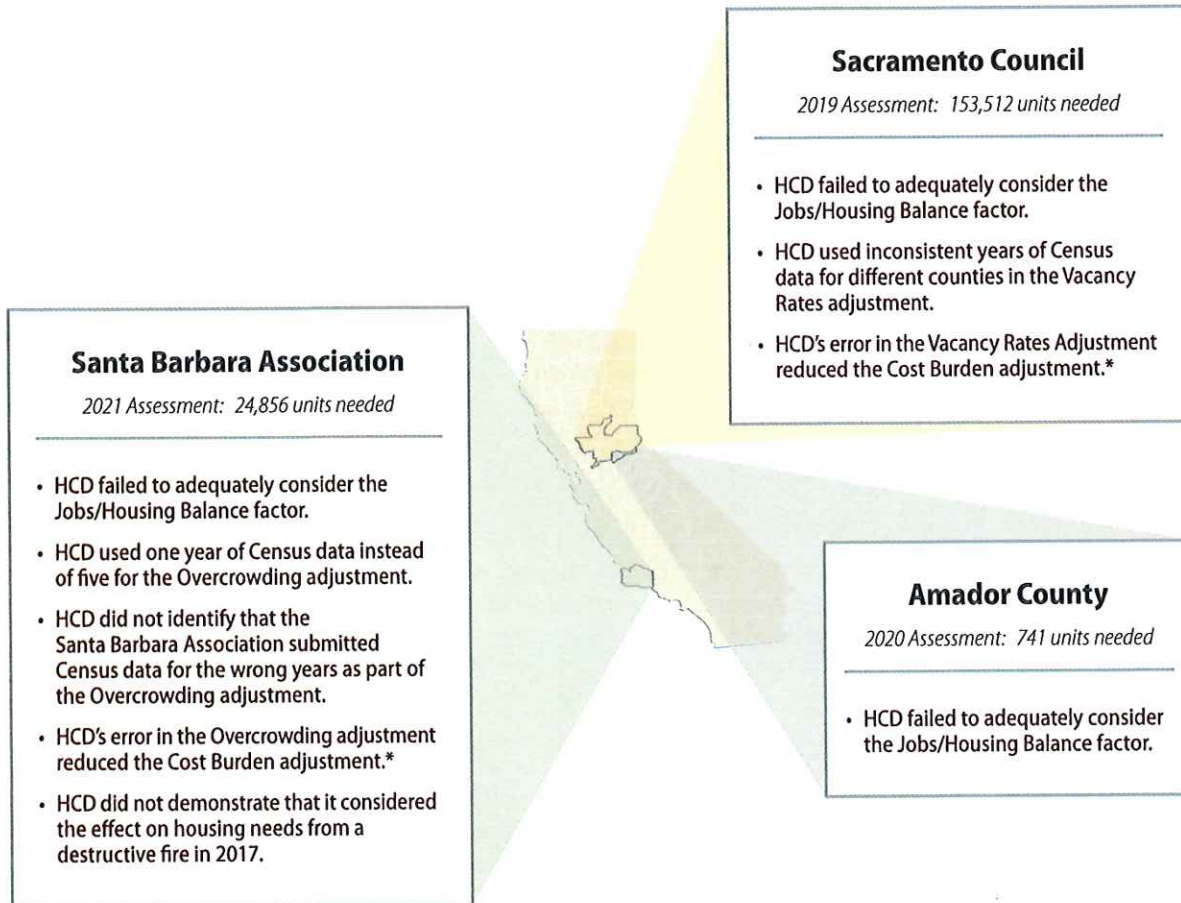 Sacramento Council
2019 Assessment: 153,512 units needed
• HCD failed to adequately consider the
Jobs/Housing Balance factor.
• HCD used inconsistent years of Census
data for different counties in the Vacancy
Rates adjustment.
• HCD's error in the Vacancy Rates Adjustment
reduced the Cost Burden adjustment.*
Santa Barbara Association
2021 Assessment: 24,856 units needed
• HCD failed to adequately consider the
Jobs/Housing Balance factor.
• HCD used one year of Census data instead
of five for the Overcrowding adjustment.
• HCD did not identify that the
Santa Barbara Association submitted
Census data for the wrong years as part of
the Overcrowding adjustment.
• HCD's error in the Overcrowding adjustment
reduced the Cost Burden adjustment.*
• HCD did not demonstrate that it considered
the effect on housing needs from a
destructive fire in 2017.
Amador County
2020 Assessment: 741 units needed
• HCD failed to adequately consider
the Jobs/Housing Balance factor.